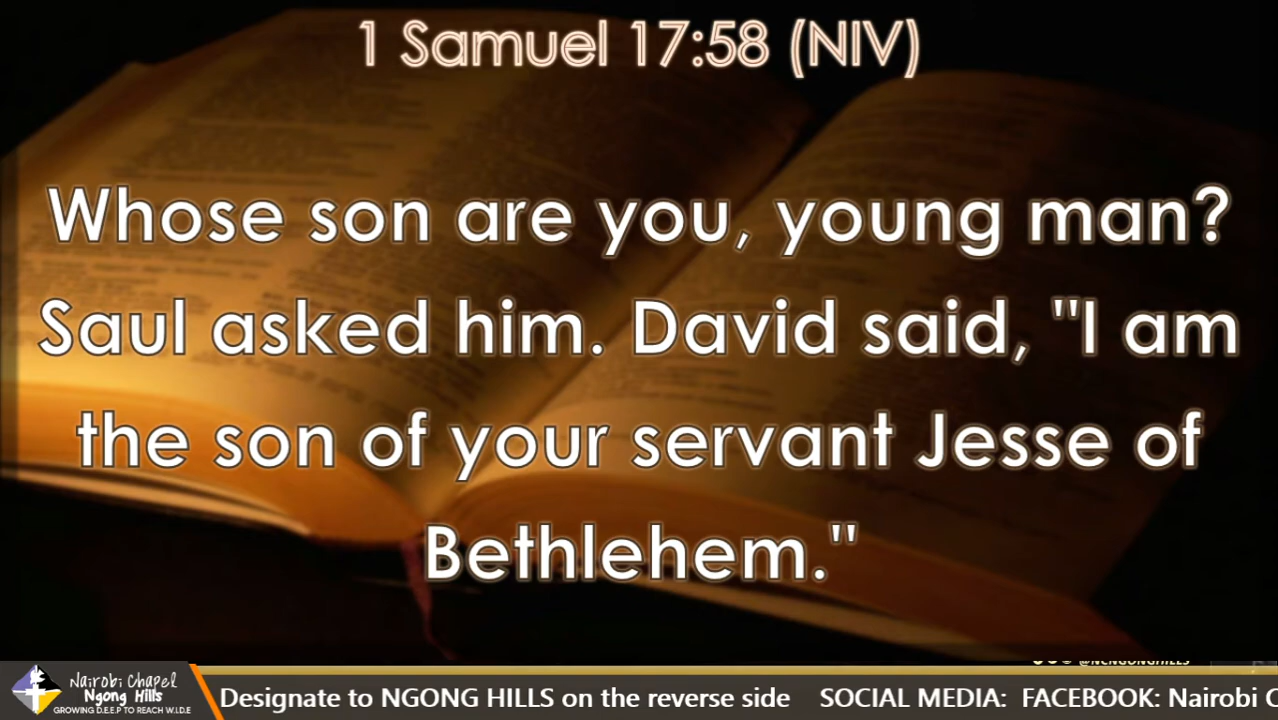 1 Samuel 17:58 (NIV)
Whose son are you, young man?
Saul asked him. David said, "I am
the son of your servant Jesse of
Bethlehem."
@NCNGONGHILLS
Nairobi Chapel
Ngong Hills
GROWING D.E.E.P TO REACH W.I.D.E
Designate to NGONG HILLS on the reverse side SOCIAL MEDIA: FACEBOOK: Nairobi C